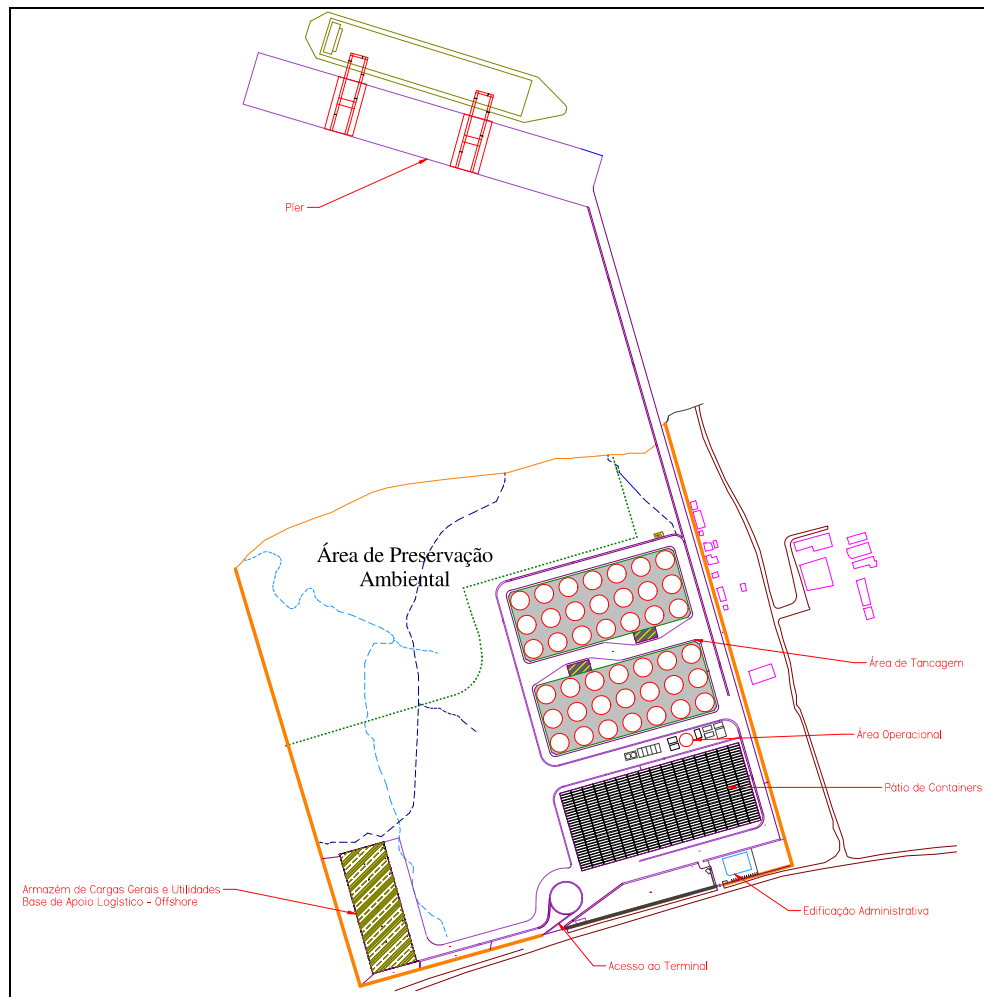 Pier
Área de Preservação
Ambiental
Área de Tancagem
Área Operacional
Pátio de Containers
Armazém de Cargas Gerais e Utilidades
Base de Apoio Logístico - Offshore
Edificação Administrativa
Acesso ao Terminal